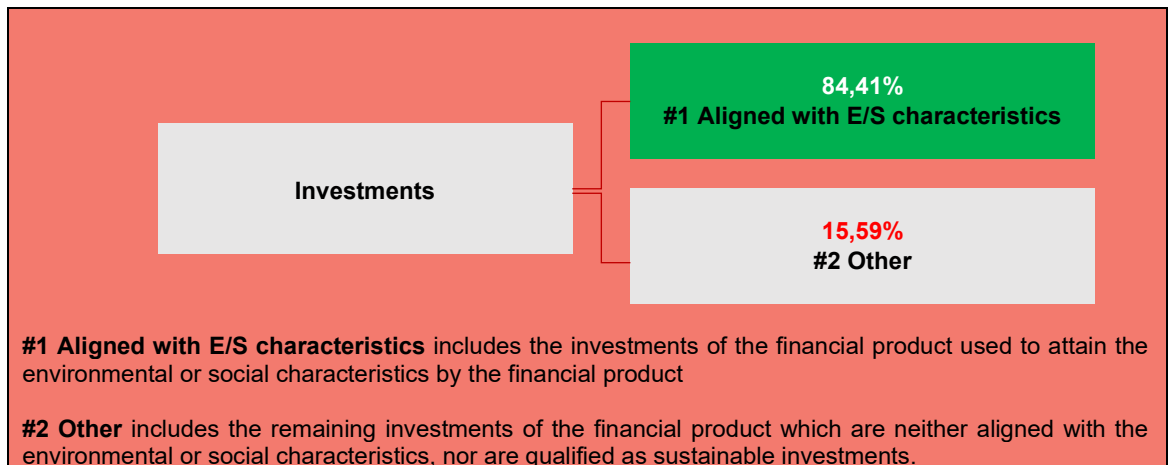 84,41%
#1 Aligned with E/S characteristics
Investments
15,59%
#2 Other
#1 Aligned with E/S characteristics includes the investments of the financial product used to attain the
environmental or social characteristics by the financial product
#2 Other includes the remaining investments of the financial product which are neither aligned with the
environmental or social characteristics, nor are qualified as sustainable investments.